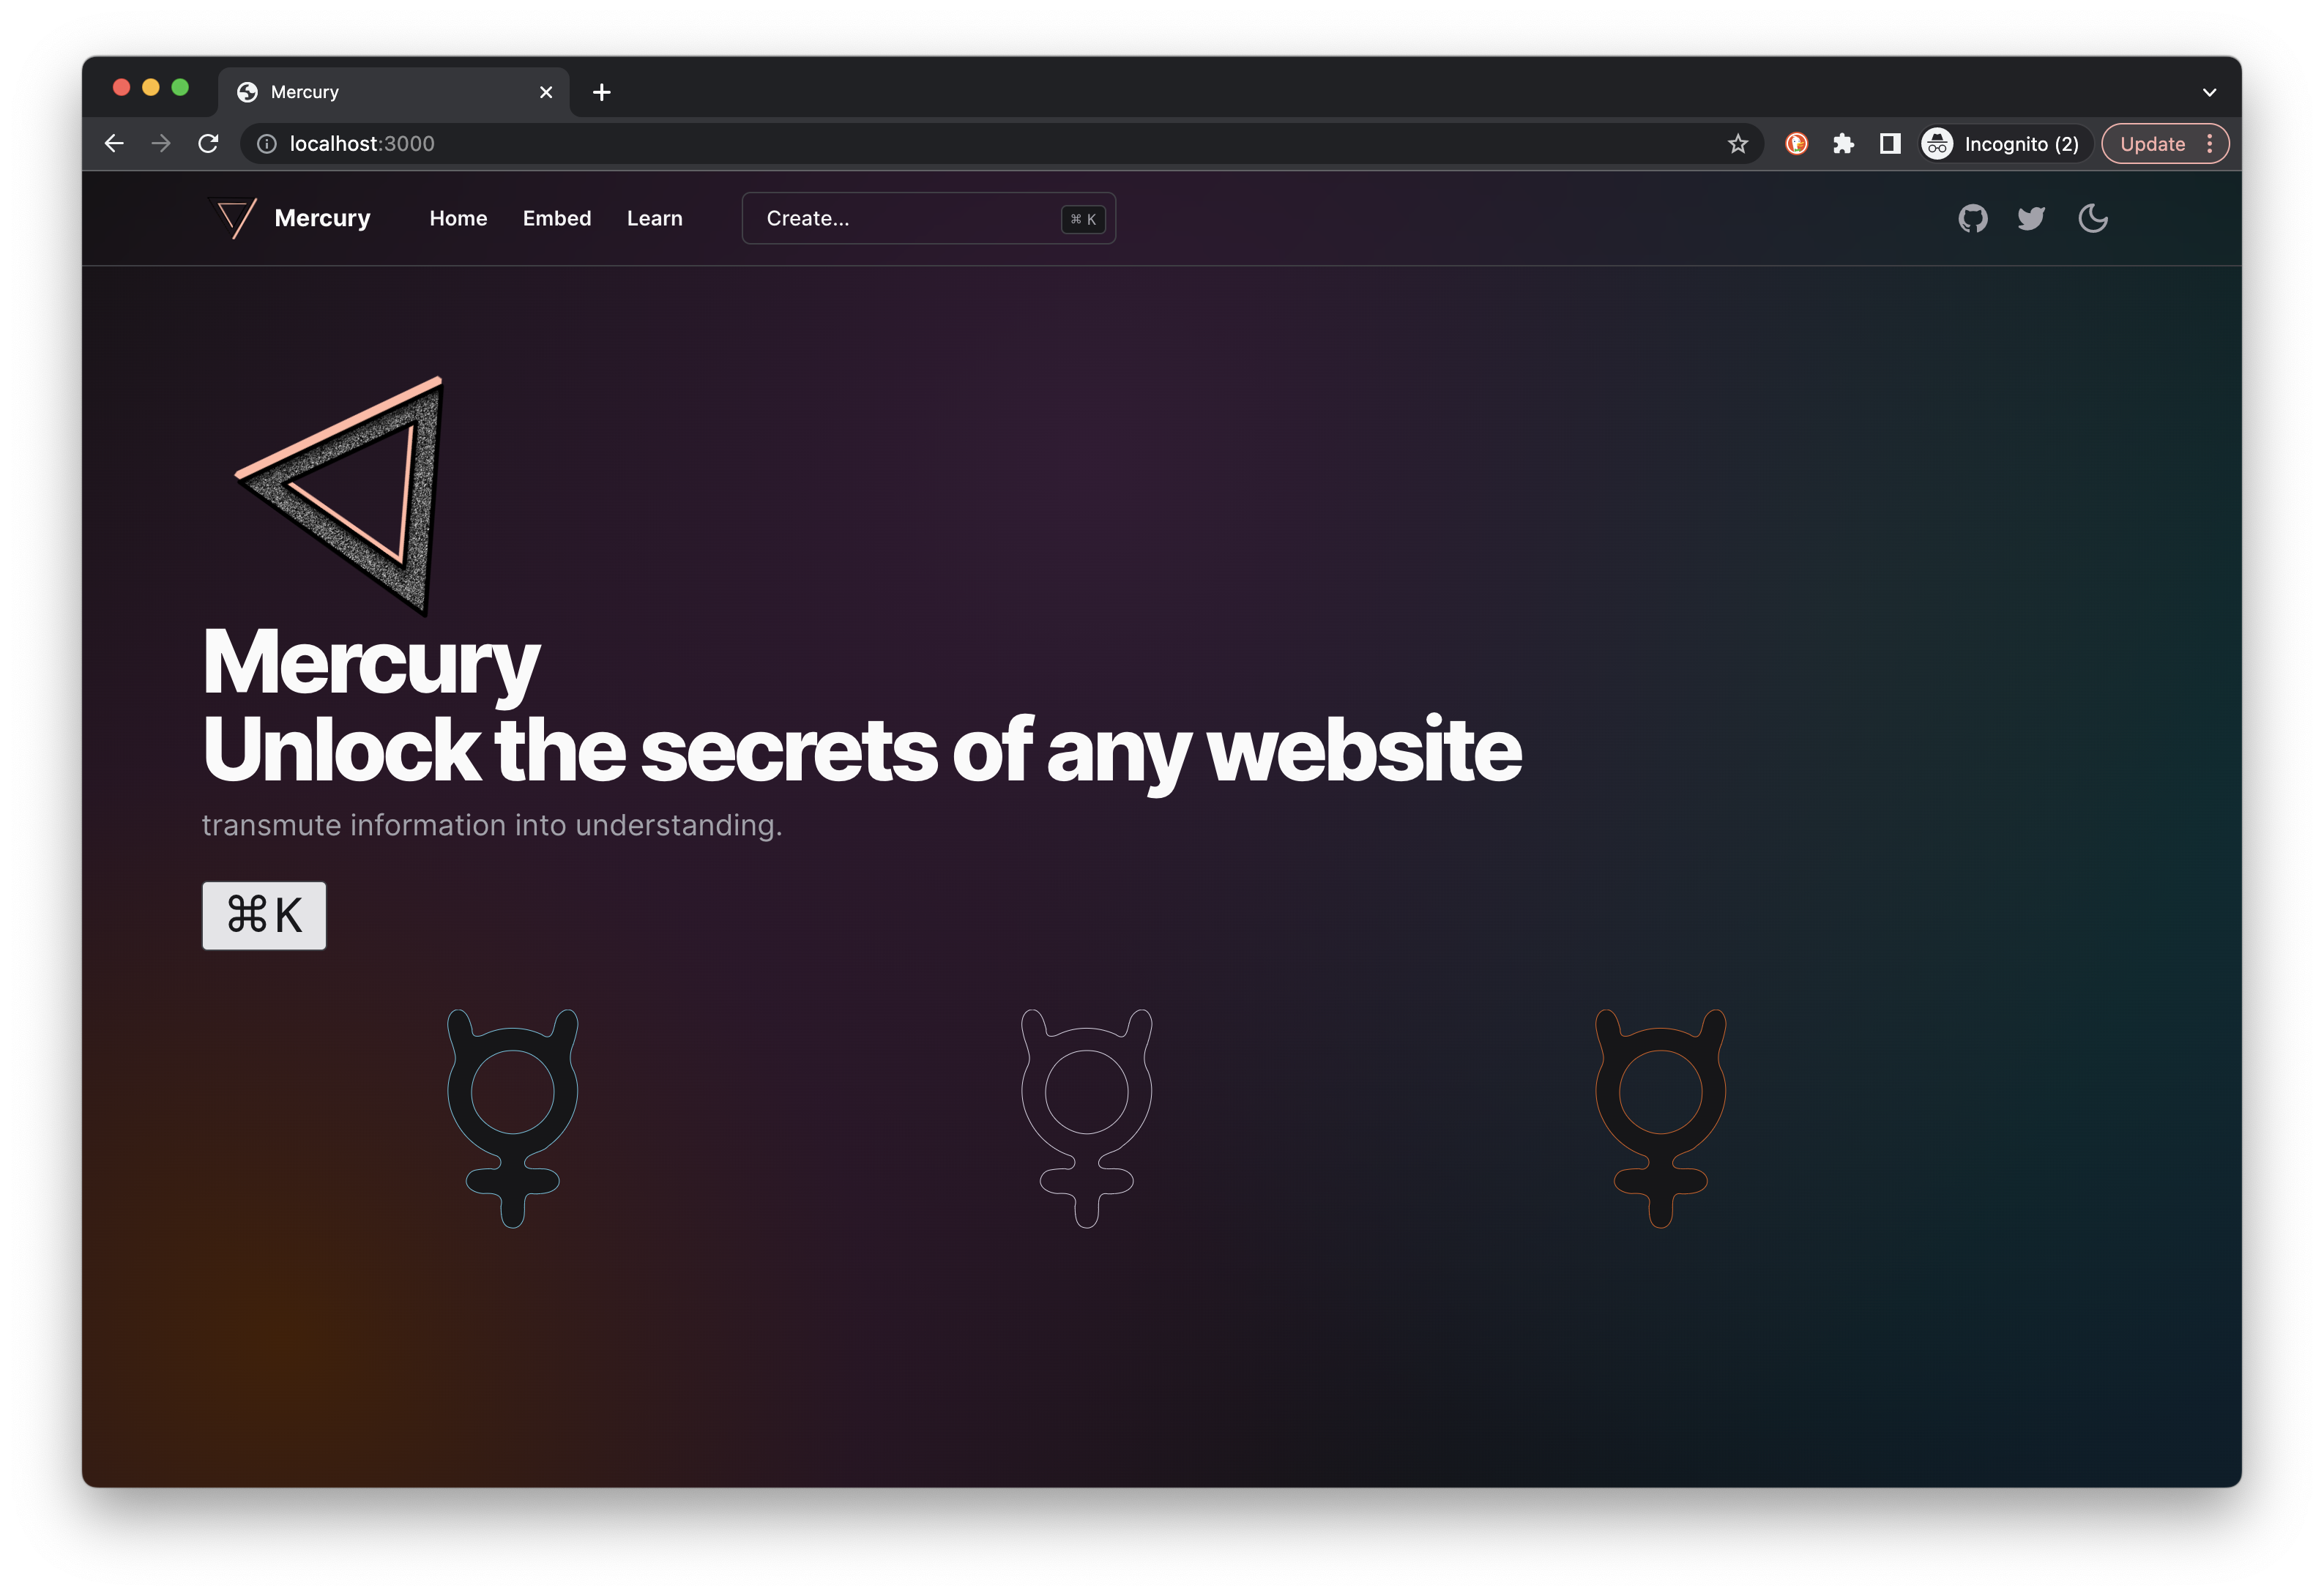 Mercury
localhost:3000
Incognito (2)
Update
Mercury
Home
Embed
Learn
Create...
⌘ K
Mercury
Unlock the secrets of any website
transmute information into understanding.
⌘K